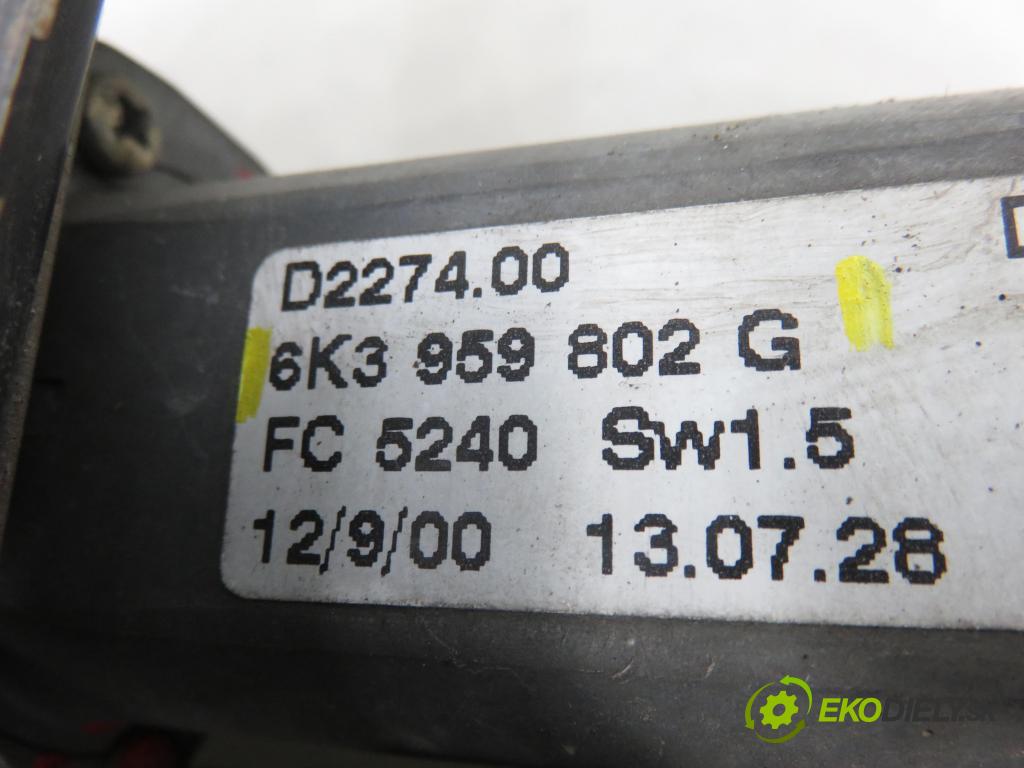 D2274.00
6K3 959 802 G
FC 5240 Sw1.5
12/9/00 13.07.28
EKODIELY.SK